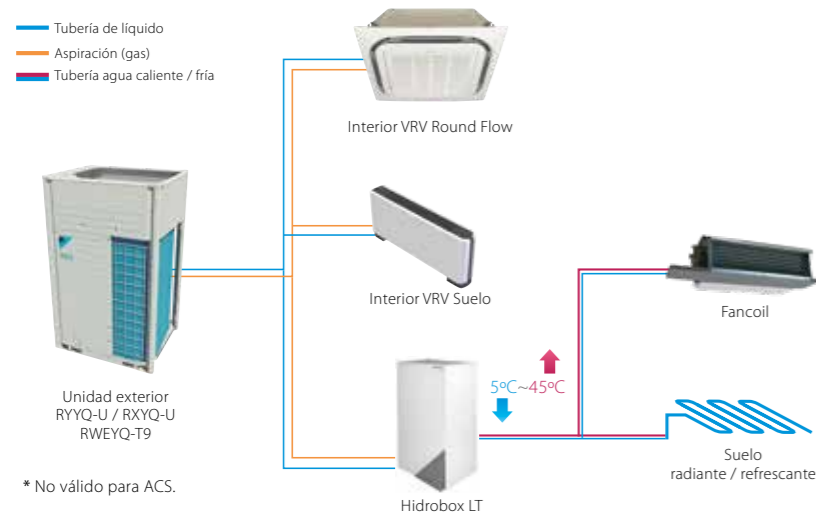 Tubería de líquido
Aspiración (gas)
Tubería agua caliente / fría
Interior VRV Round Flow
Interior VRV Suelo
Fancoil
5ºC~45ºC
Unidad exterior
RYYQ-U / RXYQ-U
RWEYQ-T9
Suelo
radiante / refrescante
* No válido para ACS.
Hidrobox LT